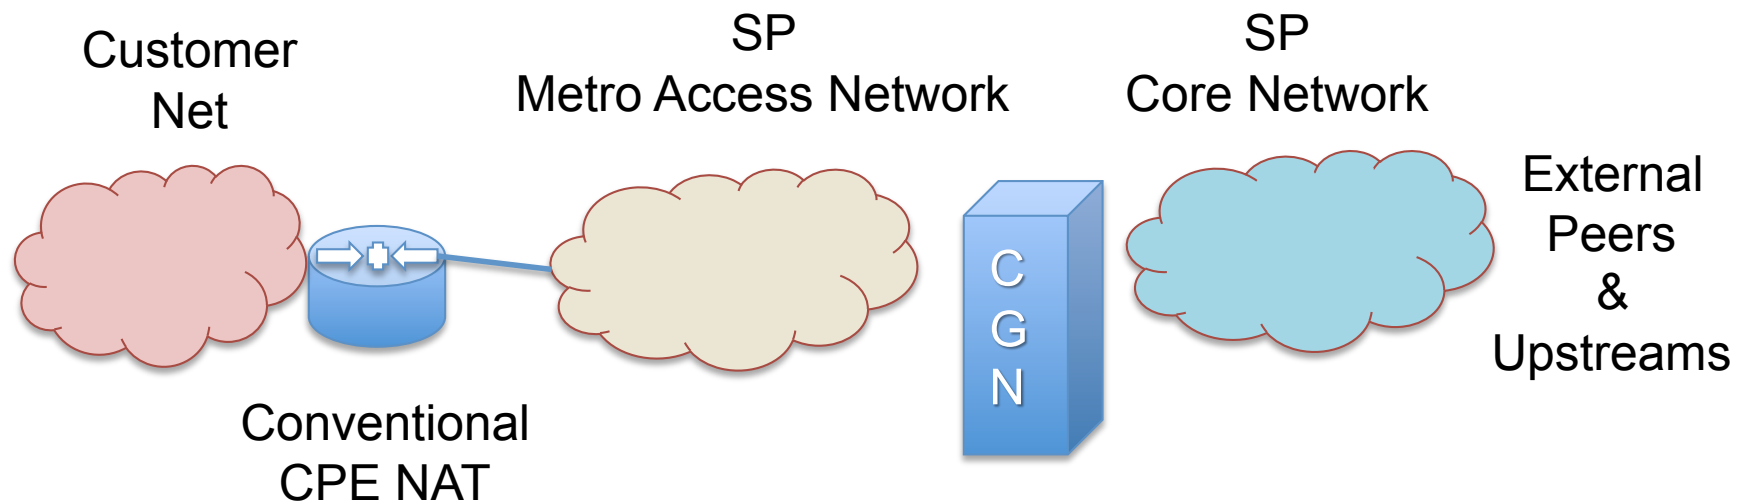 Customer
Net
SP
Metro Access Network
SP
Core Network
External
Peers
&
Upstreams
C
G
N
Conventional
CPE NAT